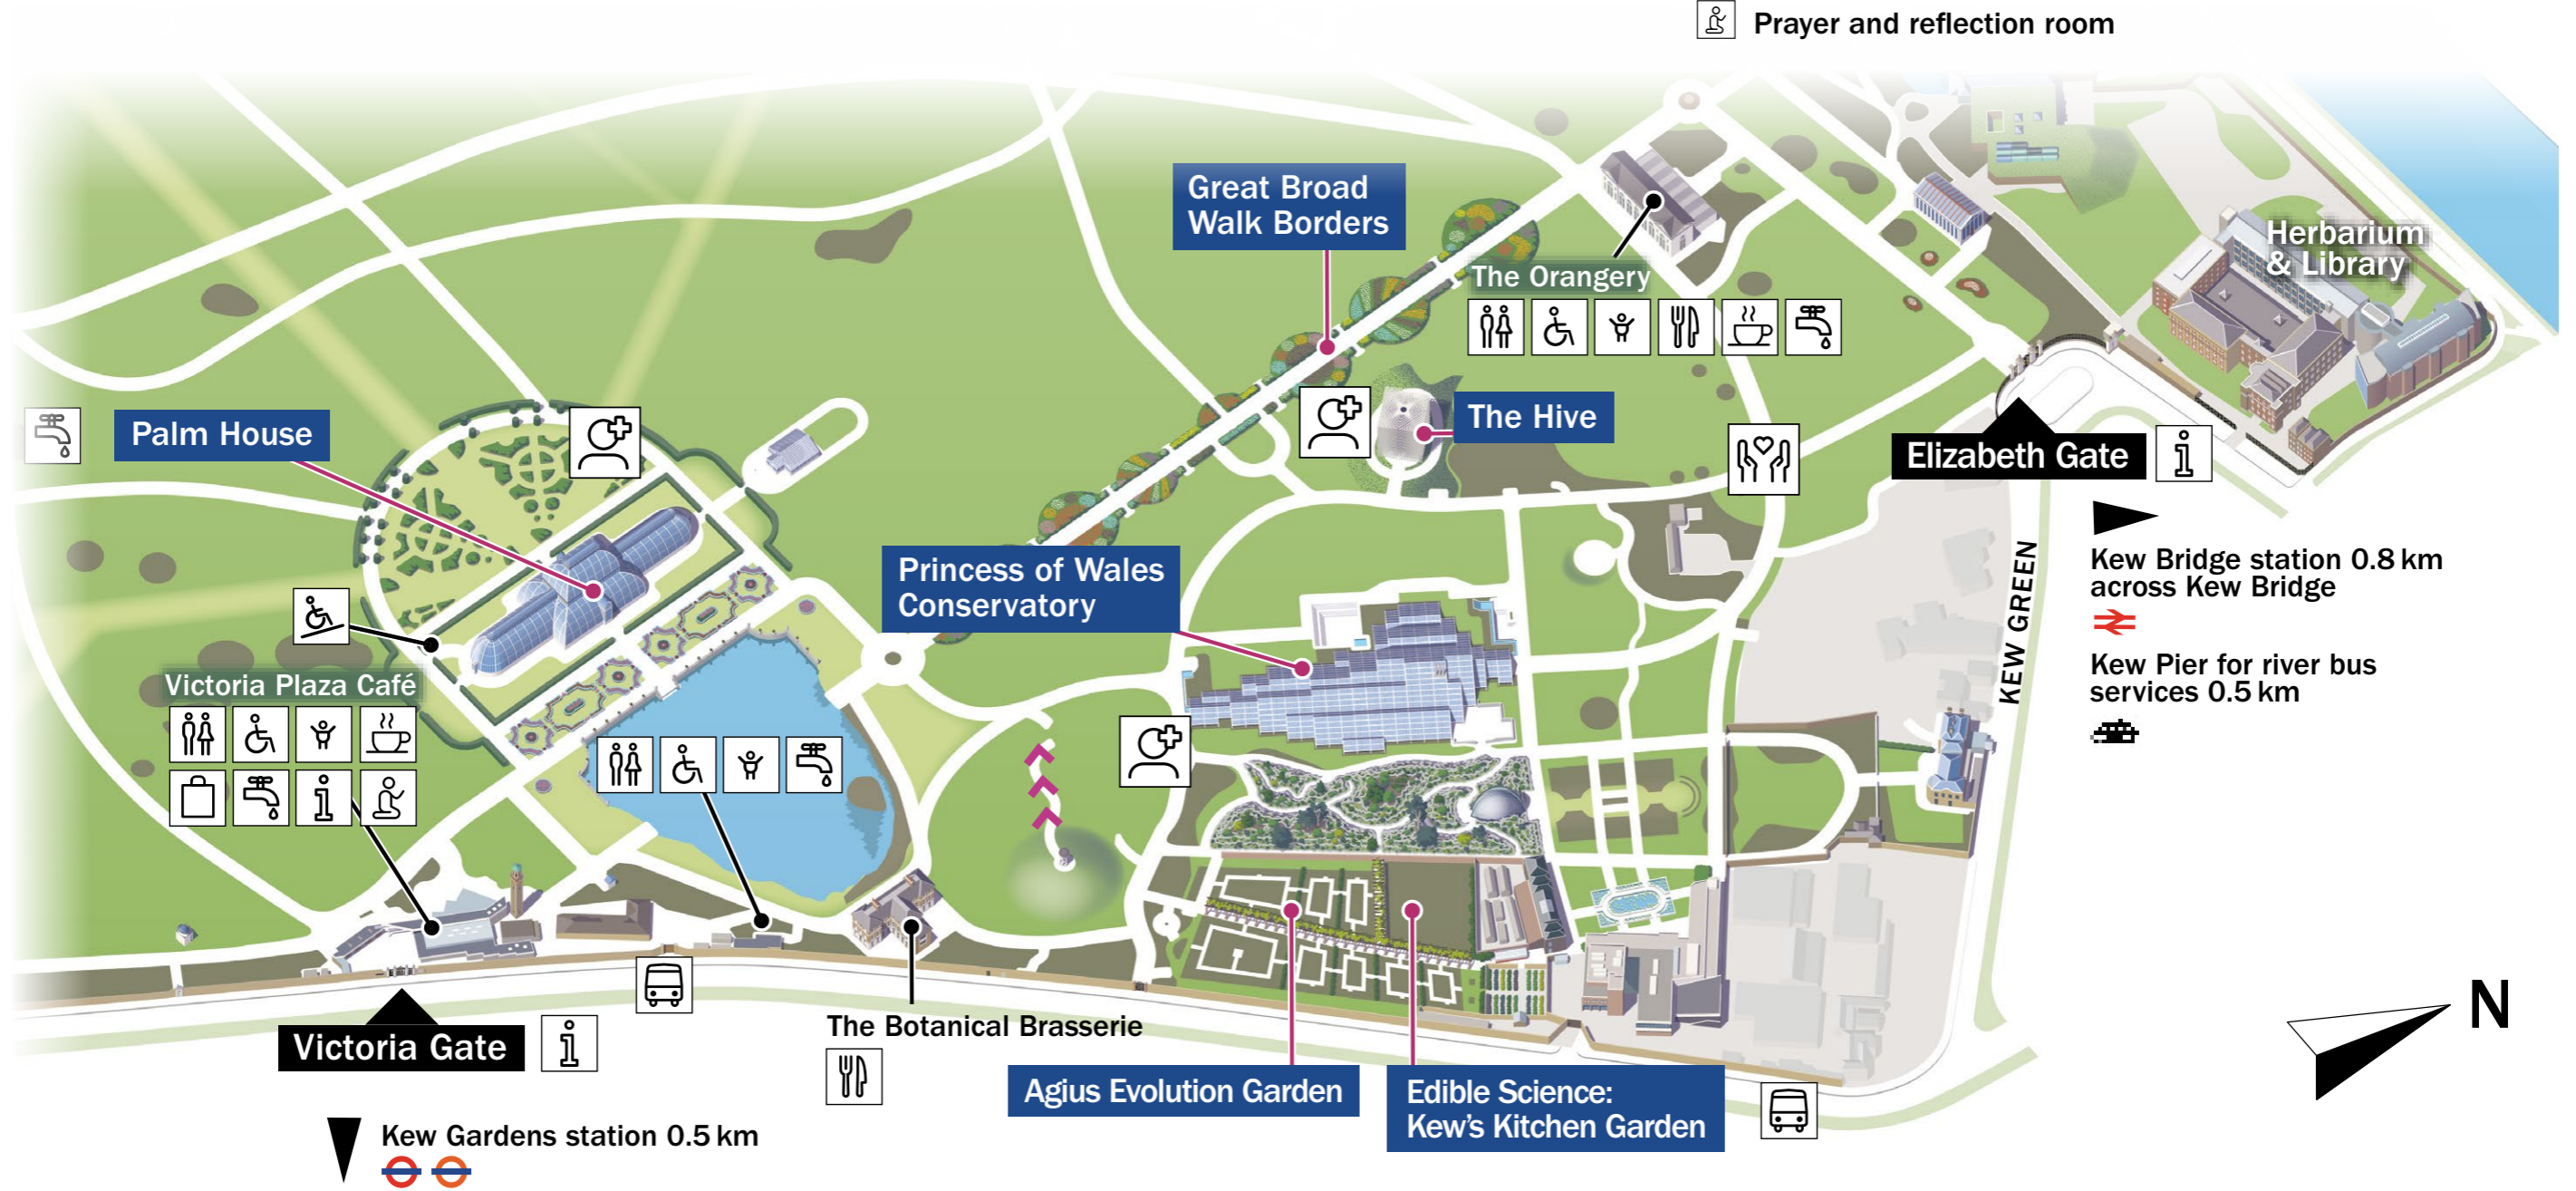 Prayer and reflection room
Great Broad
Walk Borders
Herbarium
& Library
The Orangery
Palm House
The Hive
Elizabeth Gate
Princess of Wales
Conservatory
KEW GREEN
Kew Bridge station 0.8 km
across Kew Bridge
Kew Pier for river bus
services 0.5 km
Victoria Plaza Café
N
The Botanical Brasserie
Victoria Gate
Agius Evolution Garden
Edible Science:
Kew's Kitchen Garden
Kew Gardens station 0.5 km